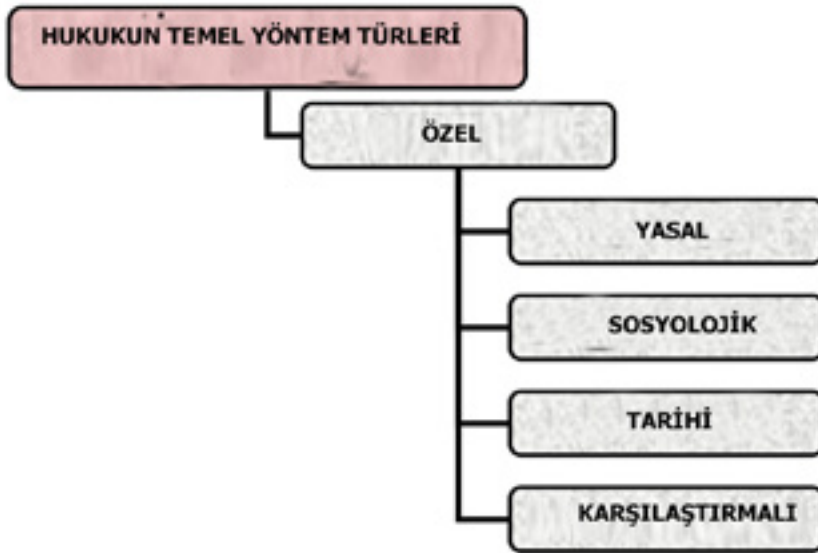 HUKUKUN TEMEL YÖNTEM TÜRLERİ
ÖZEL
YASAL
SOSYOLOJİK
TARİHİ
KARŞILAŞTIRMALI